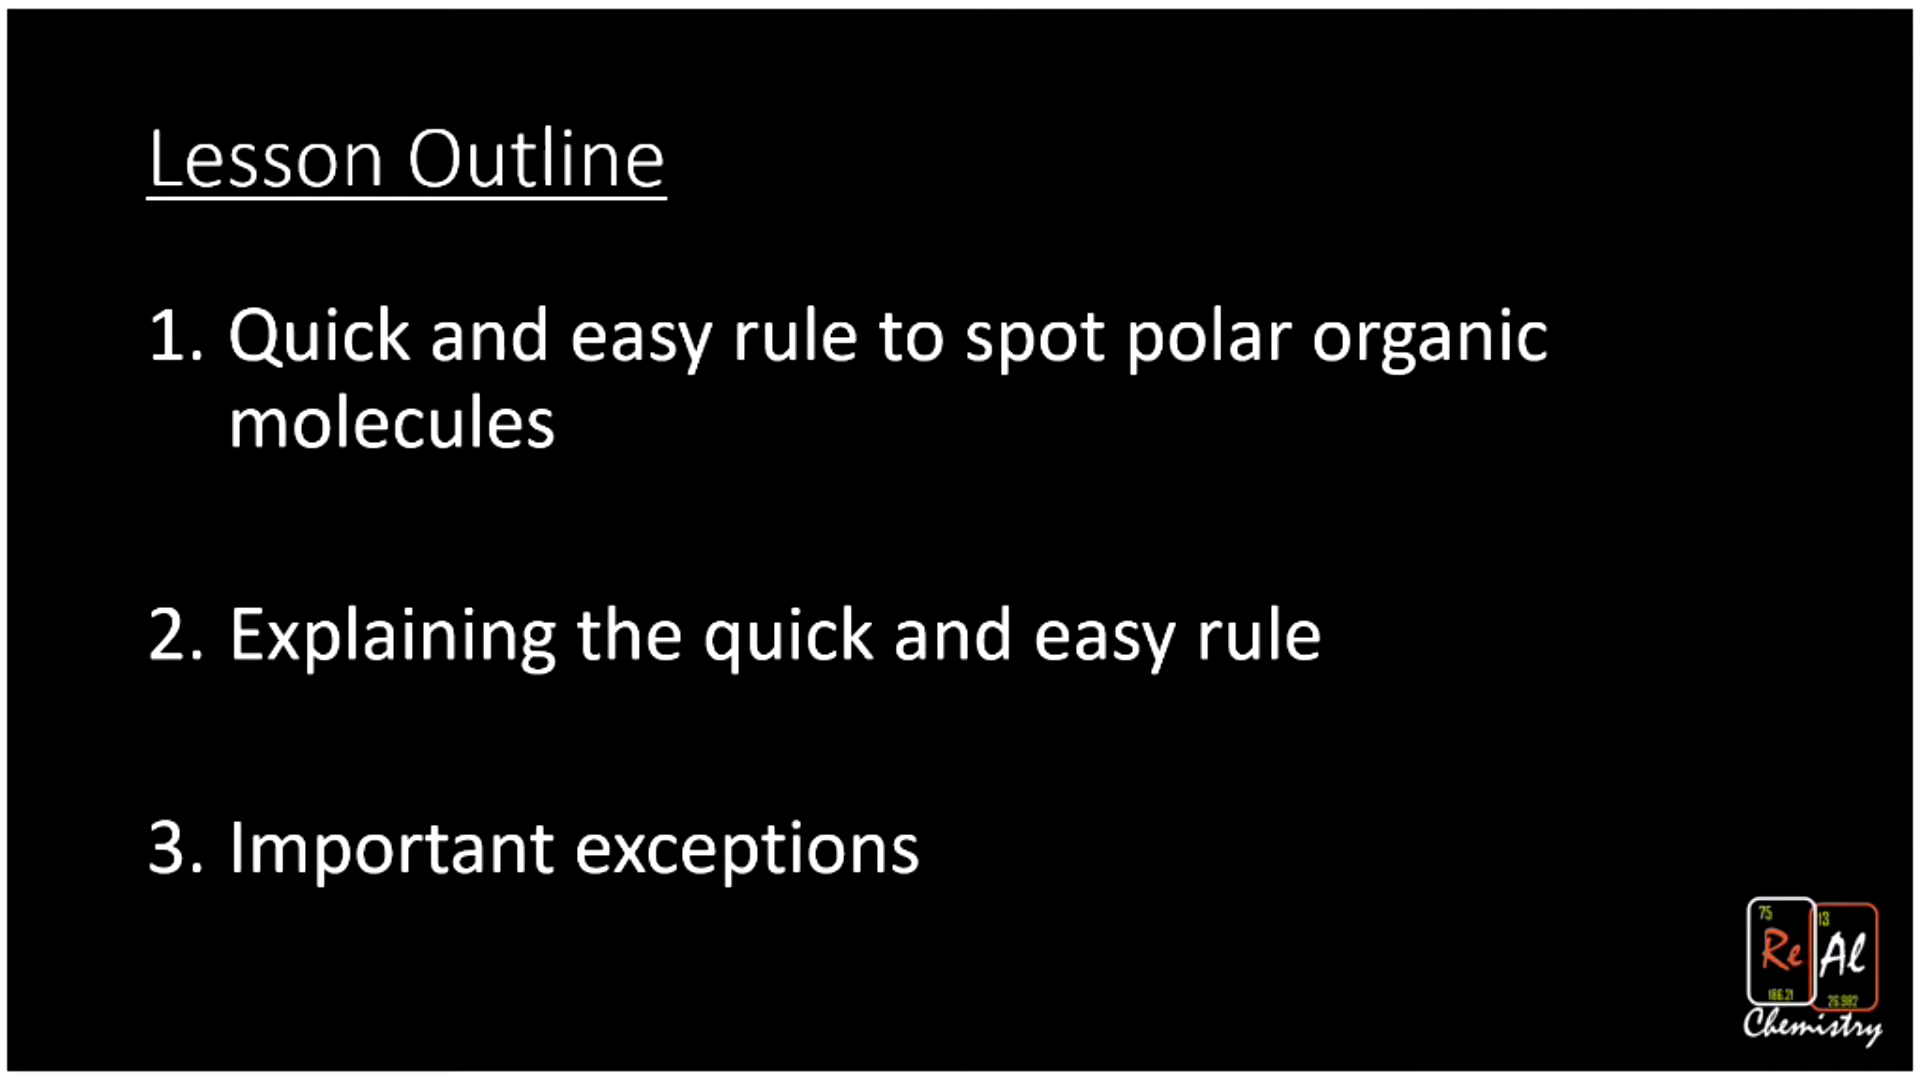 Lesson Outline
1. Quick and easy rule to spot polar organic
molecules
2. Explaining the quick and easy rule
3. Important exceptions
75 13
Re Al
186.21 26.982
Chemistry